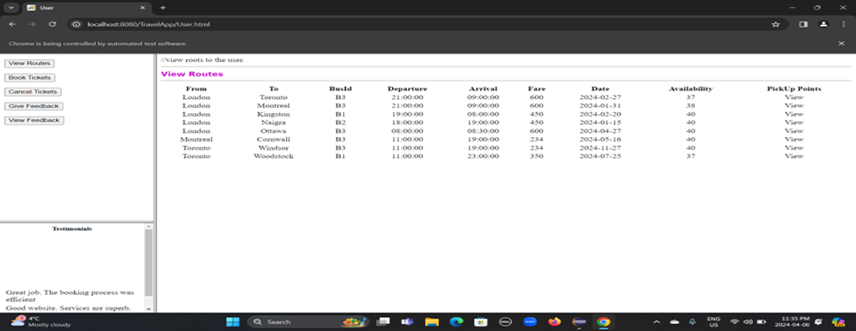 User
localhost:8080/TravelApp/User.html
Chrome is being controlled by automated test software.
View Routes
Book Tickets
Cancel Tickets
Give Feedback
View Feedback
//view roots to the user.
View Routes
From To BusId Departure Arrival Fare Date Availability PickUp Points
London Toronto B3 21:00:00 09:00:00 600 2024-02-27 37 View
London Montreal B3 21:00:00 09:00:00 600 2024-01-31 38 View
London Kingston B1 19:00:00 08:00:00 450 2024-02-20 40 View
London Naigra B2 18:00:00 19:00:00 450 2024-01-15 40 View
London Ottawa B3 08:00:00 08:30:00 600 2024-04-27 40 View
Montreal Cornwall B3 11:00:00 19:00:00 234 2024-05-16 40 View
Toronto Windsor B3 11:00:00 19:00:00 234 2024-11-27 40 View
Toronto Woodstock B1 11:00:00 23:00:00 350 2024-07-25 37 View
Testimonials
Great job. The booking process was
efficient
Good website. Services are superb.
4°C
Mostly cloudy
Search
ENG
US
11:35 PM
2024-04-06